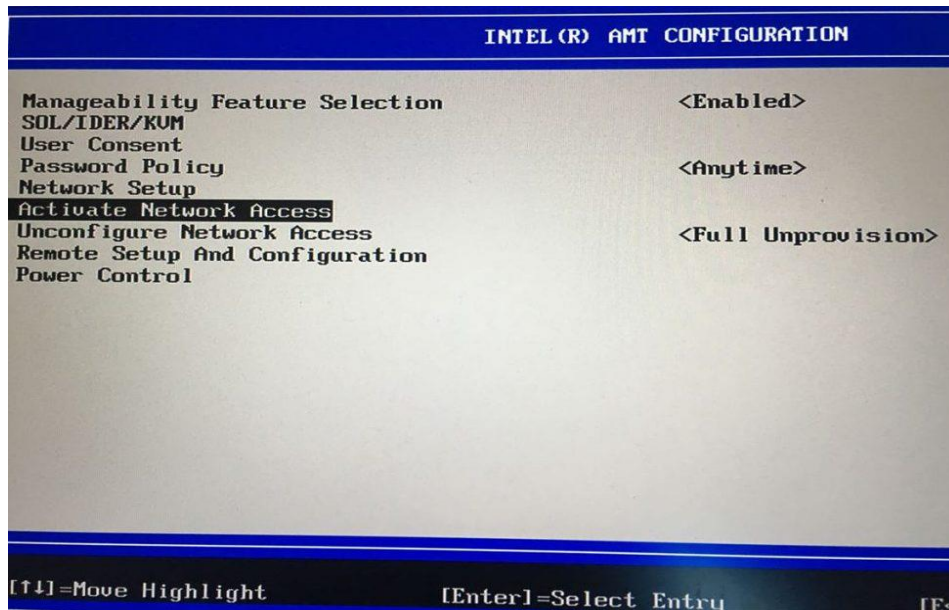 INTEL(R) AMT CONFIGURATION
Manageability Feature Selection <Enabled>
SOL/IDER/KVM
User Consent
Password Policy <Anytime>
Network Setup
Activate Network Access
Unconfigure Network Access <Full Unprovision>
Remote Setup And Configuration
Power Control
[↑↓]=Move Highlight [Enter]=Select Entry